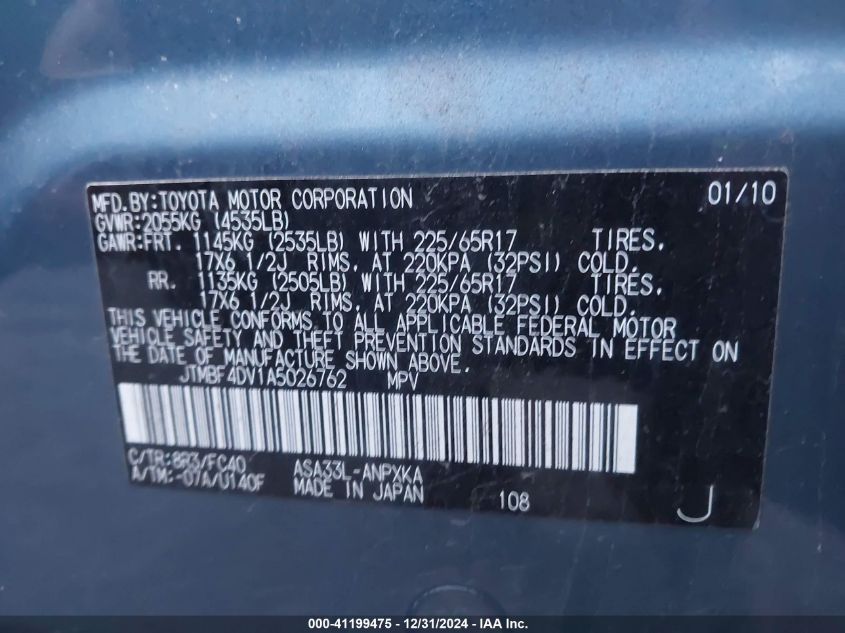 MFD.BY:TOYOTA MOTOR CORPORATION 01/10
GVWR:2055KG (4535LB)
GAWR:FRT. 1145KG (2535LB) WITH 225/65R17 TIRES,
17X6 1/2J RIMS, AT 220KPA (32PSI) COLD.
RR. 1135KG (2505LB) WITH 225/65R17 TIRES,
17X6 1/2J RIMS, AT 220KPA (32PSI) COLD.
THIS VEHICLE CONFORMS TO ALL APPLICABLE FEDERAL MOTOR
VEHICLE SAFETY AND THEFT PREVENTION STANDARDS IN EFFECT ON
THE DATE OF MANUFACTURE SHOWN ABOVE.
JTMBF4DV1A5026762 MPV
C/TR:8R3/FC40 ASA33L-ANPXKA
A/TM:-07A/U140F MADE IN JAPAN 108 J
000-41199475 - 12/31/2024 - IAA Inc.